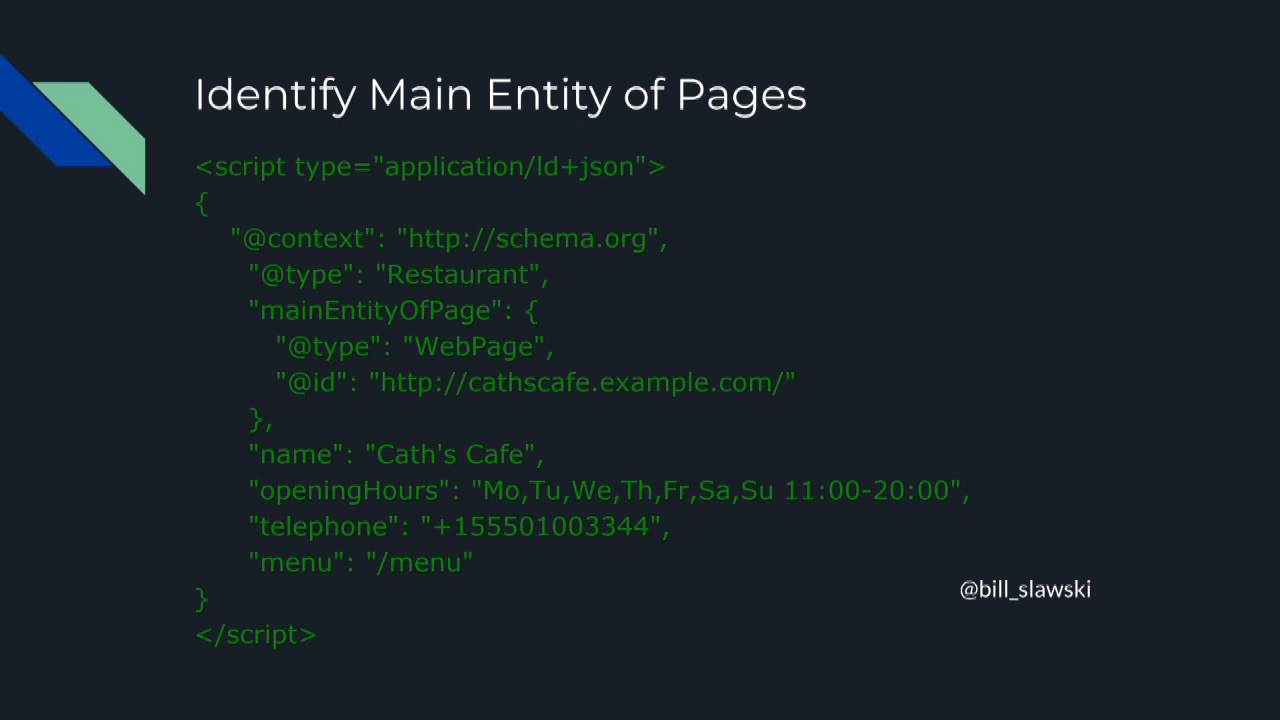 Identify Main Entity of Pages
<script type="application/ld+json">
{
"@context": "http://schema.org",
"@type": "Restaurant",
"mainEntityOfPage": {
"@type": "WebPage",
"@id": "http://cathscafe.example.com/"
},
"name": "Cath's Cafe",
"openingHours": "Mo,Tu,We,Th,Fr,Sa,Su 11:00-20:00",
"telephone": "+155501003344",
"menu": "/menu"
}
</script>
@bill_slawski